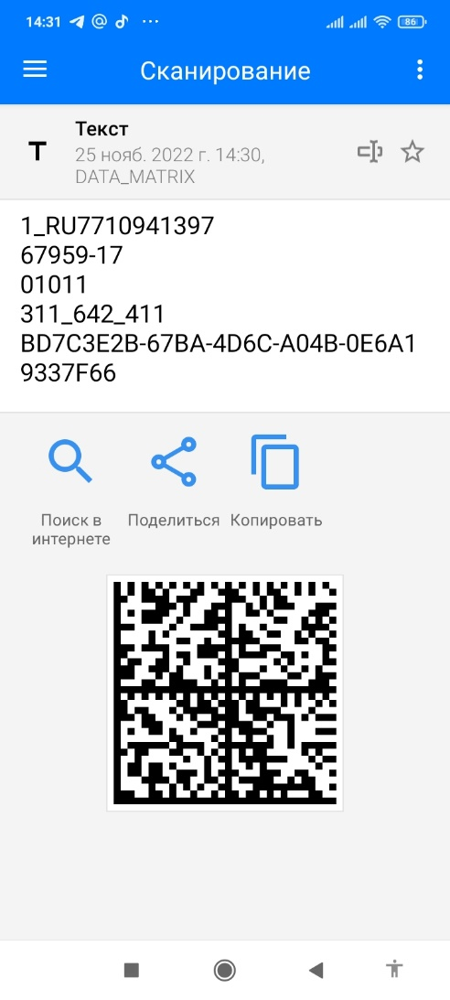 14:31
86
Сканирование
Текст
25 нояб. 2022 г. 14:30,
DATA_MATRIX
1_RU7710941397
67959-17
01011
311_642_411
BD7C3E2B-67BA-4D6C-A04B-0E6A1
9337F66
Поиск в
интернете
Поделиться
Копировать